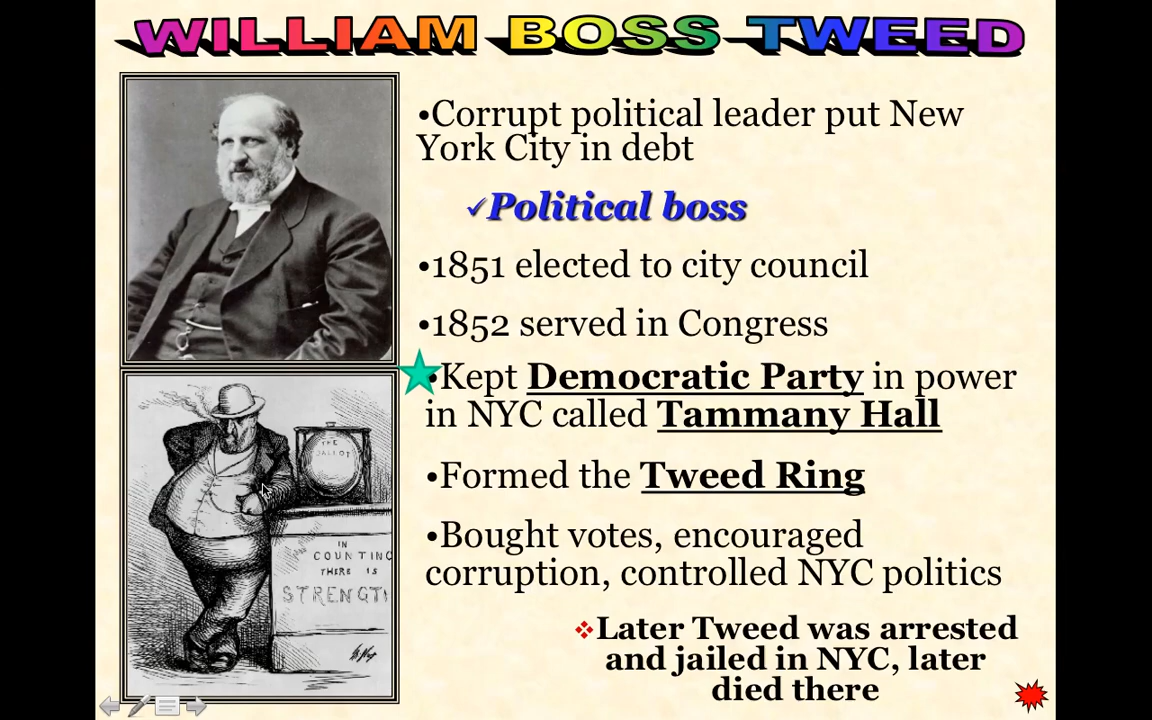 WILLIAM BOSS TWEED
•Corrupt political leader put New
York City in debt
✓Political boss
•1851 elected to city council
•1852 served in Congress
•Kept Democratic Party in power
in NYC called Tammany Hall
•Formed the Tweed Ring
•Bought votes, encouraged
corruption, controlled NYC politics
❖Later Tweed was arrested
and jailed in NYC, later
died there
THE
BALLOT
IN
COUNTING
THERE IS
STRENGTH